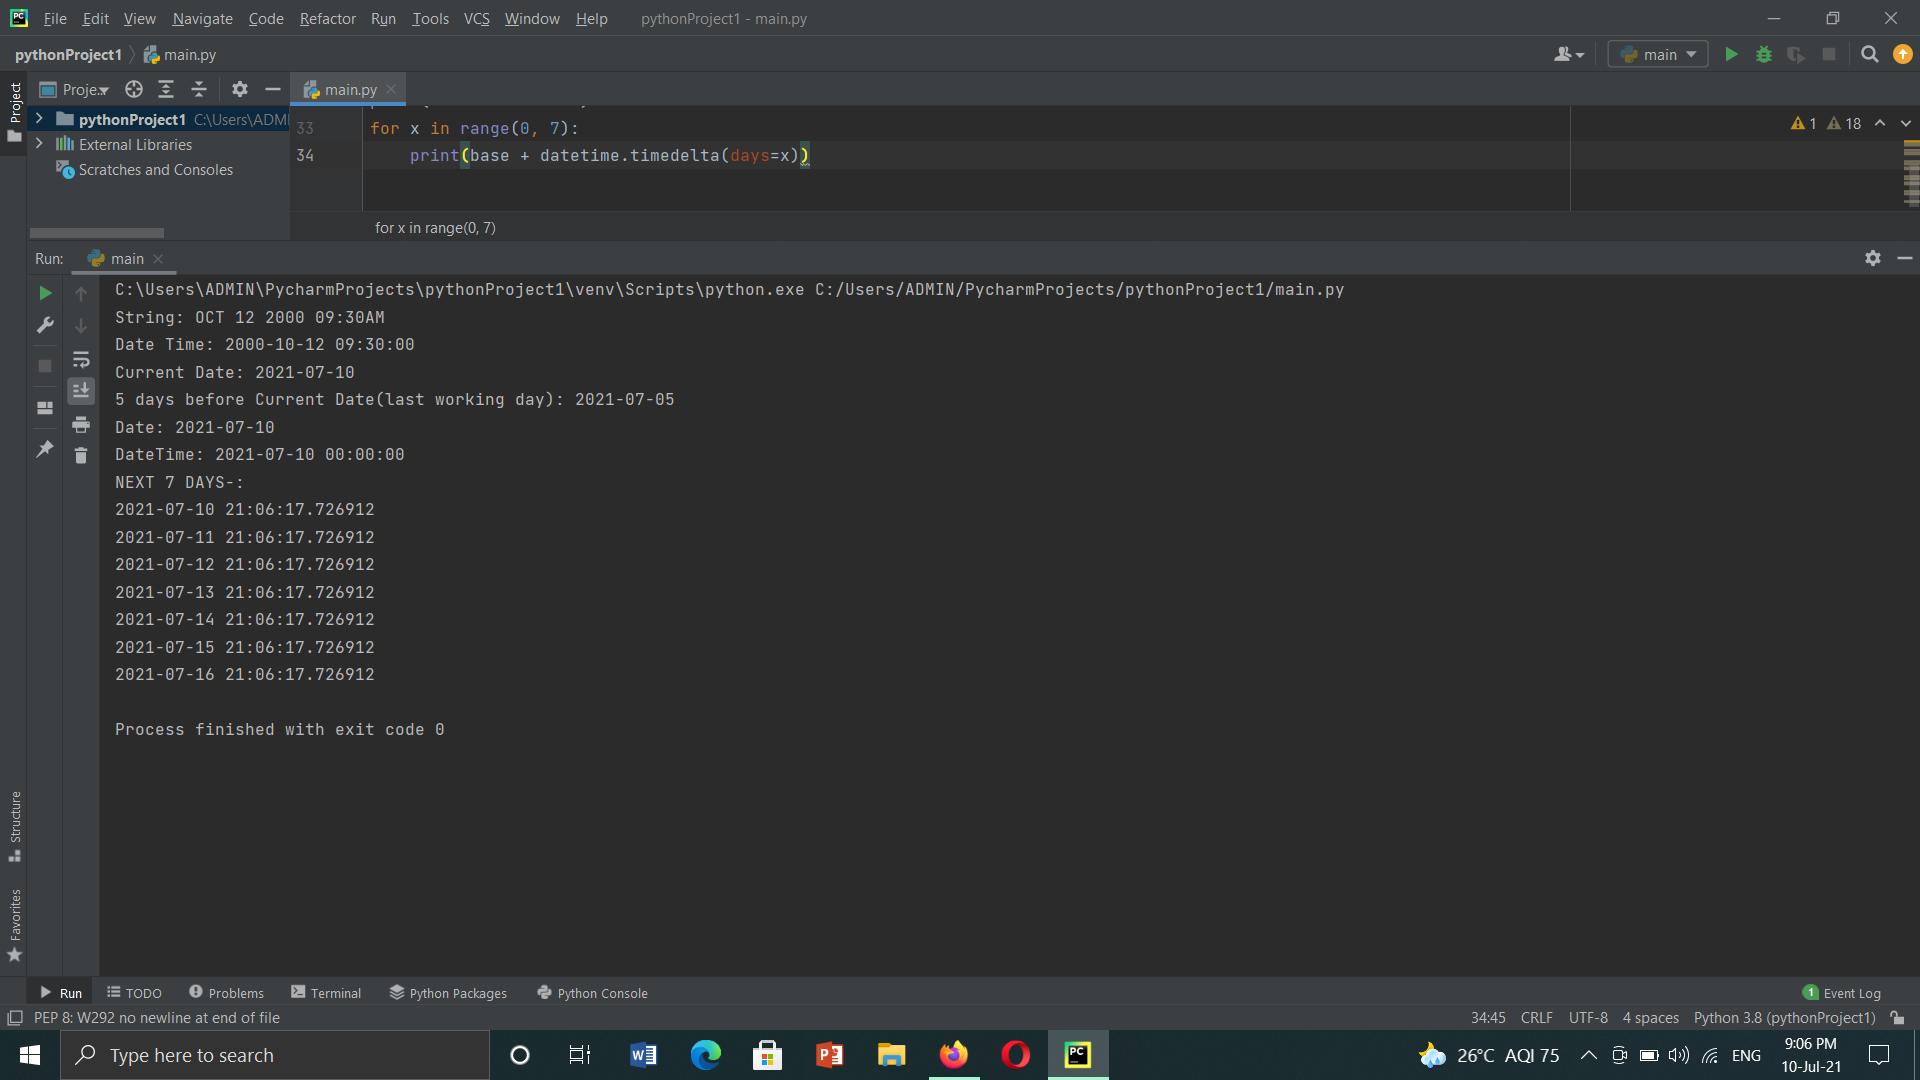 File Edit View Navigate Code Refactor Run Tools VCS Window Help pythonProject1 - main.py
pythonProject1 main.py main
Project
Proje... main.py
pythonProject1 C:\Users\ADMI
External Libraries
Scratches and Consoles
33 for x in range(0, 7):
34 print(base + datetime.timedelta(days=x))
1 18
for x in range(0, 7)
Run: main
C:\Users\ADMIN\PycharmProjects\pythonProject1\venv\Scripts\python.exe C:/Users/ADMIN/PycharmProjects/pythonProject1/main.py
String: OCT 12 2000 09:30AM
Date Time: 2000-10-12 09:30:00
Current Date: 2021-07-10
5 days before Current Date(last working day): 2021-07-05
Date: 2021-07-10
DateTime: 2021-07-10 00:00:00
NEXT 7 DAYS-:
2021-07-10 21:06:17.726912
2021-07-11 21:06:17.726912
2021-07-12 21:06:17.726912
2021-07-13 21:06:17.726912
2021-07-14 21:06:17.726912
2021-07-15 21:06:17.726912
2021-07-16 21:06:17.726912
Process finished with exit code 0
Structure
Favorites
Run TODO Problems Terminal Python Packages Python Console 1 Event Log
PEP 8: W292 no newline at end of file 34:45 CRLF UTF-8 4 spaces Python 3.8 (pythonProject1)
Type here to search 26°C AQI 75 ENG 9:06 PM
10-Jul-21